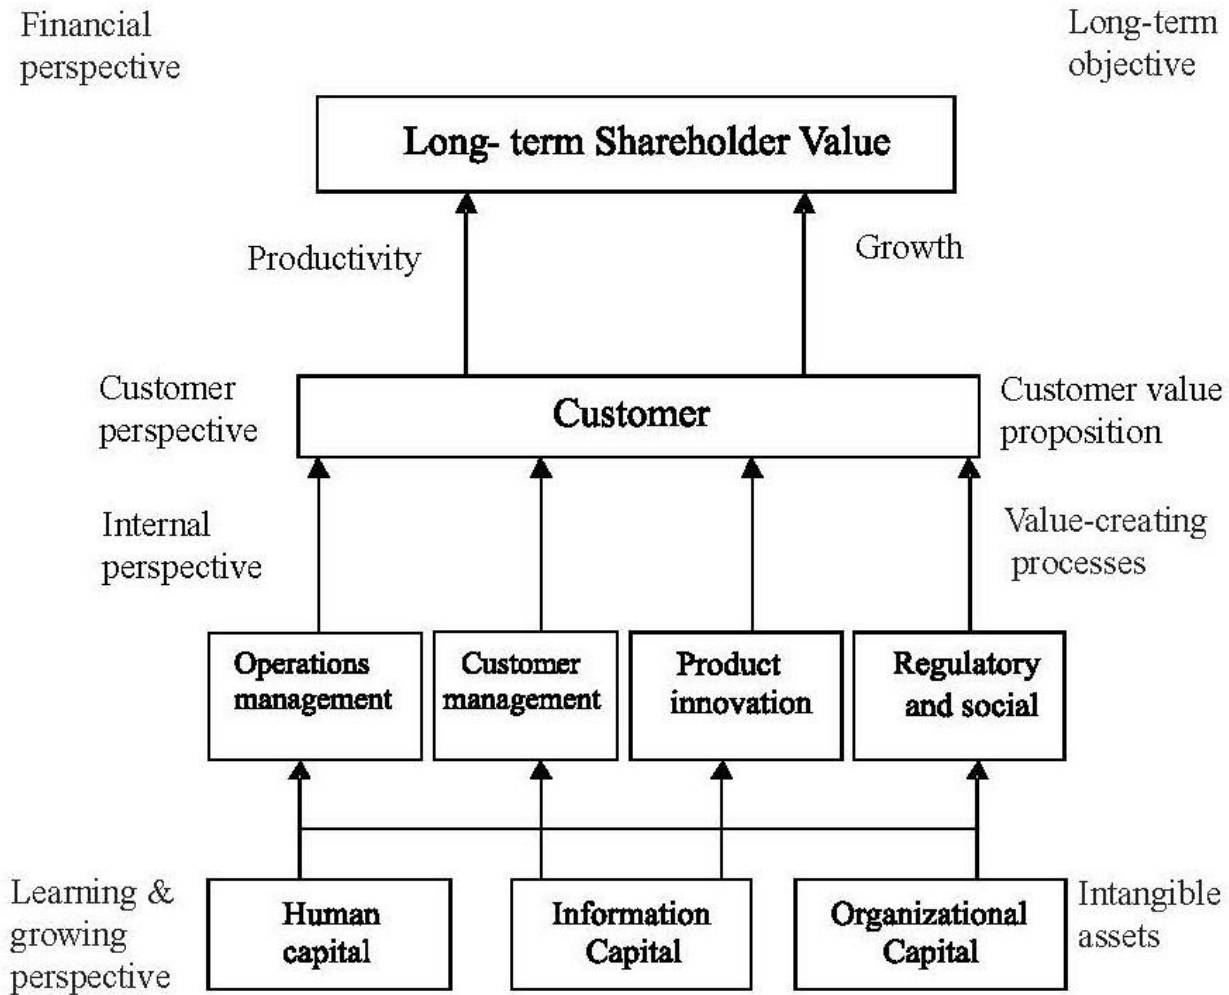 Financial
perspective
Long-term
objective
Long- term Shareholder Value
Productivity
Growth
Customer
perspective
Customer
Customer value
proposition
Internal
perspective
Value-creating
processes
Operations
management
Customer
management
Product
innovation
Regulatory
and social
Learning &
growing
perspective
Human
capital
Information
Capital
Organizational
Capital
Intangible
assets